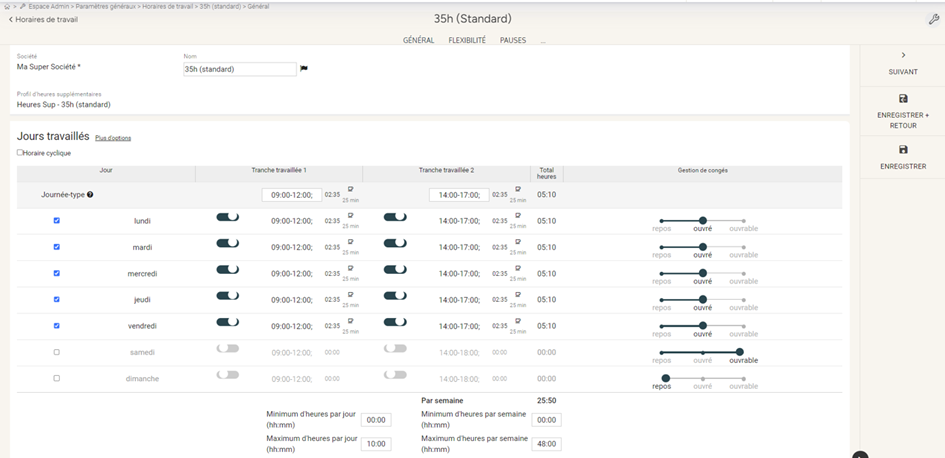 Espace Admin > Paramètres généraux > Horaires de travail > 35h (standard) > Général
Horaires de travail
35h (Standard)
GÉNÉRAL FLEXIBILITÉ PAUSES ...
Société Nom
Ma Super Société * 35h (standard)
Profil d'heures supplémentaires
Heures Sup - 35h (standard)
SUIVANT
ENREGISTRER +
RETOUR
ENREGISTRER
Jours travaillés Plus d'options
Horaire cyclique
Jour Tranche travaillée 1 Tranche travaillée 2 Total heures Gestion de congés
Journée-type 09:00-12:00; 02:35 25 min 14:00-17:00; 02:35 25 min 05:10
lundi 09:00-12:00; 02:35 25 min 14:00-17:00; 02:35 25 min 05:10 repos ouvré ouvrable
mardi 09:00-12:00; 02:35 25 min 14:00-17:00; 02:35 25 min 05:10 repos ouvré ouvrable
mercredi 09:00-12:00; 02:35 25 min 14:00-17:00; 02:35 25 min 05:10 repos ouvré ouvrable
jeudi 09:00-12:00; 02:35 25 min 14:00-17:00; 02:35 25 min 05:10 repos ouvré ouvrable
vendredi 09:00-12:00; 02:35 25 min 14:00-17:00; 02:35 25 min 05:10 repos ouvré ouvrable
samedi 09:00-12:00; 00:00 14:00-18:00; 00:00 00:00 repos ouvré ouvrable
dimanche 09:00-12:00; 00:00 14:00-18:00; 00:00 00:00 repos ouvré ouvrable
Par semaine 25:50
Minimum d'heures par jour (hh:mm) 00:00 Minimum d'heures par semaine (hh:mm) 00:00
Maximum d'heures par jour (hh:mm) 10:00 Maximum d'heures par semaine (hh:mm) 48:00